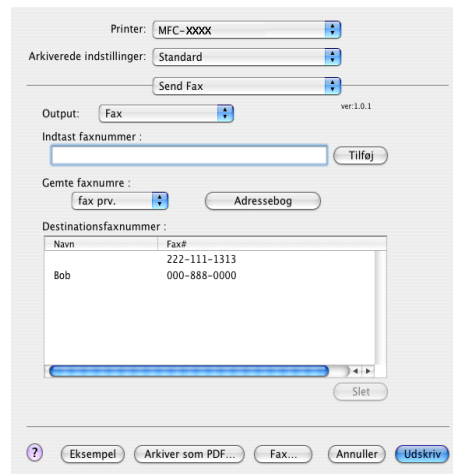 Printer: MFC-XXXX
Arkiverede indstillinger: Standard
Send Fax
Output: Fax ver:1.0.1
Indtast faxnummer :
Tilføj
Gemte faxnumre :
fax prv. Adressebog
Destinationsfaxnummer :
Navn Fax#
222-111-1313
Bob 000-888-0000
Slet
? Eksempel Arkiver som PDF... Fax... Annuller Udskriv